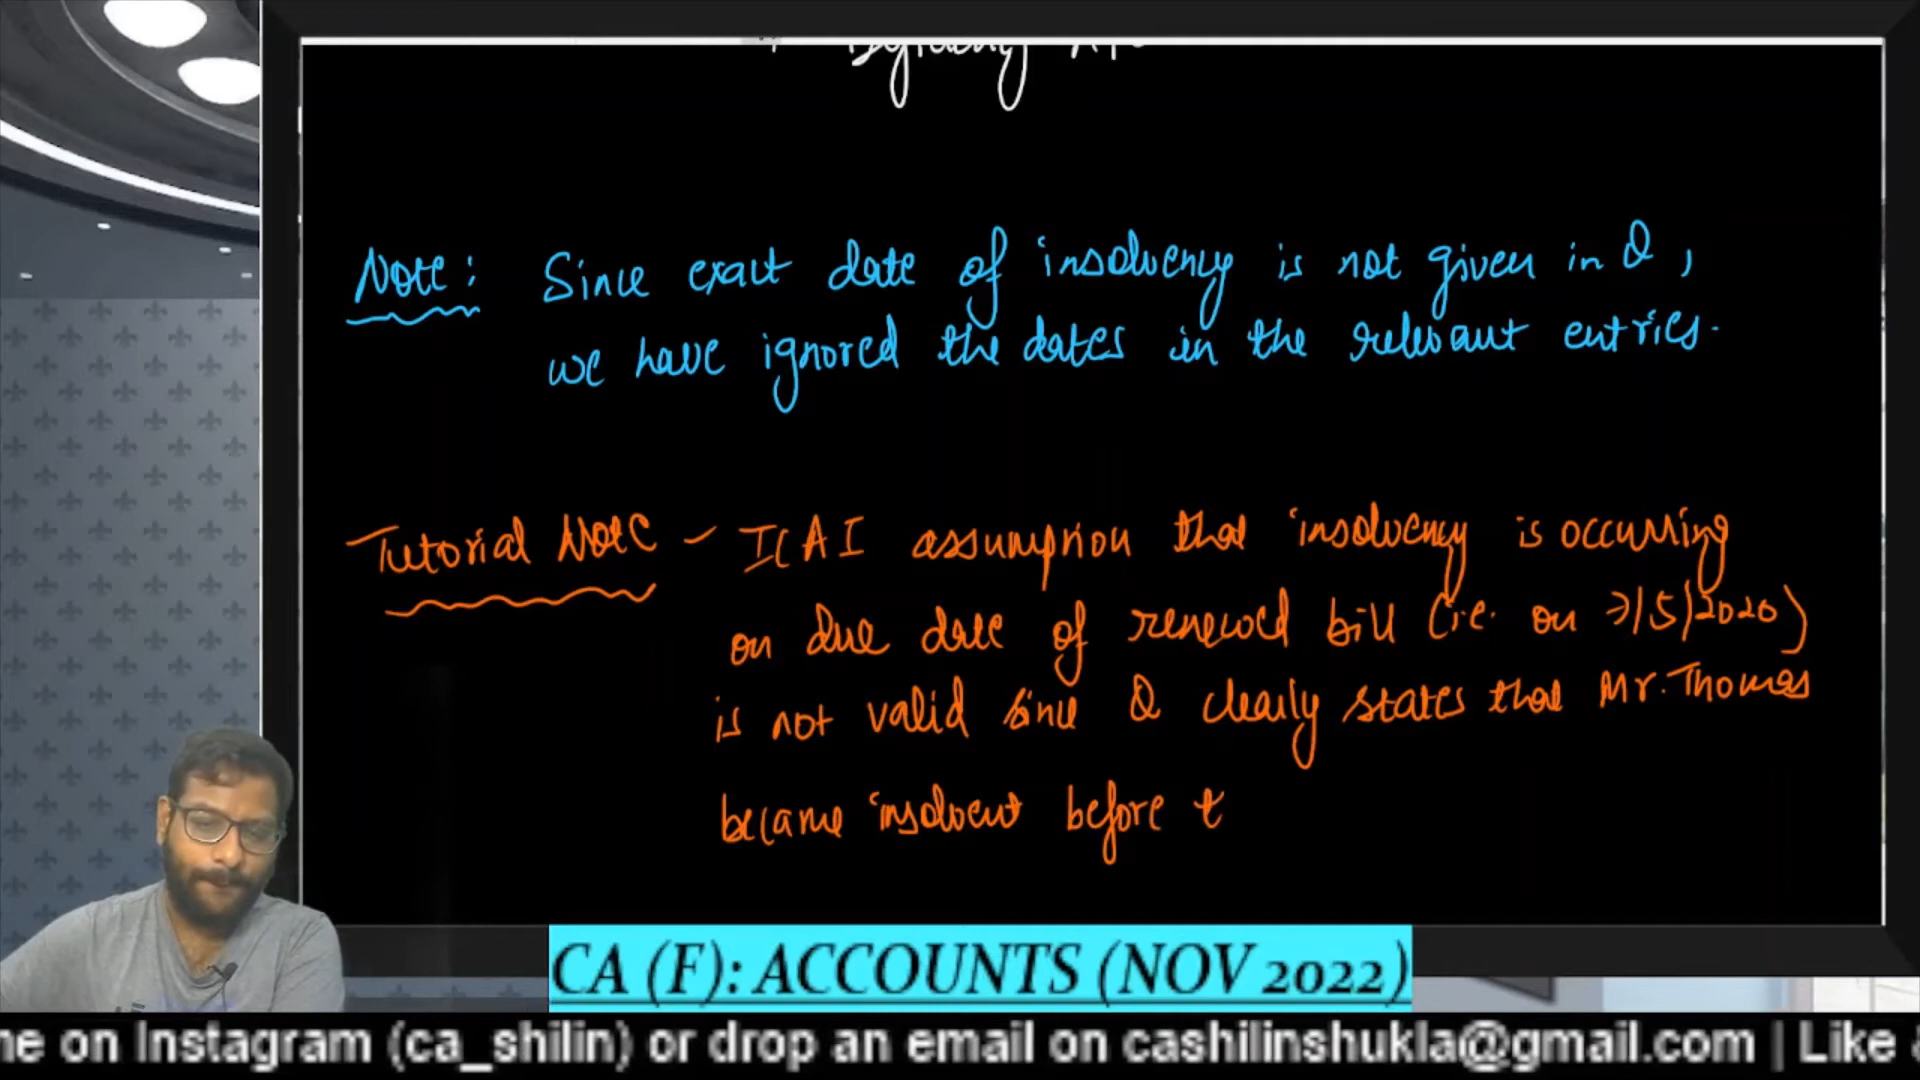 Note: Since exact date of insolvency is not given in Q,
we have ignored the dates in the relevant entries.
Tutorial Note - ICAI assumption that insolvency is occurring
on due date of renewed bill (i.e. on 7/5/2020)
is not valid since Q clearly states that Mr. Thomas
became insolvent before t
CA (F): ACCOUNTS (NOV 2022)
ne on Instagram (ca_shilin) or drop an email on cashilinshukla@gmail.com | Like &